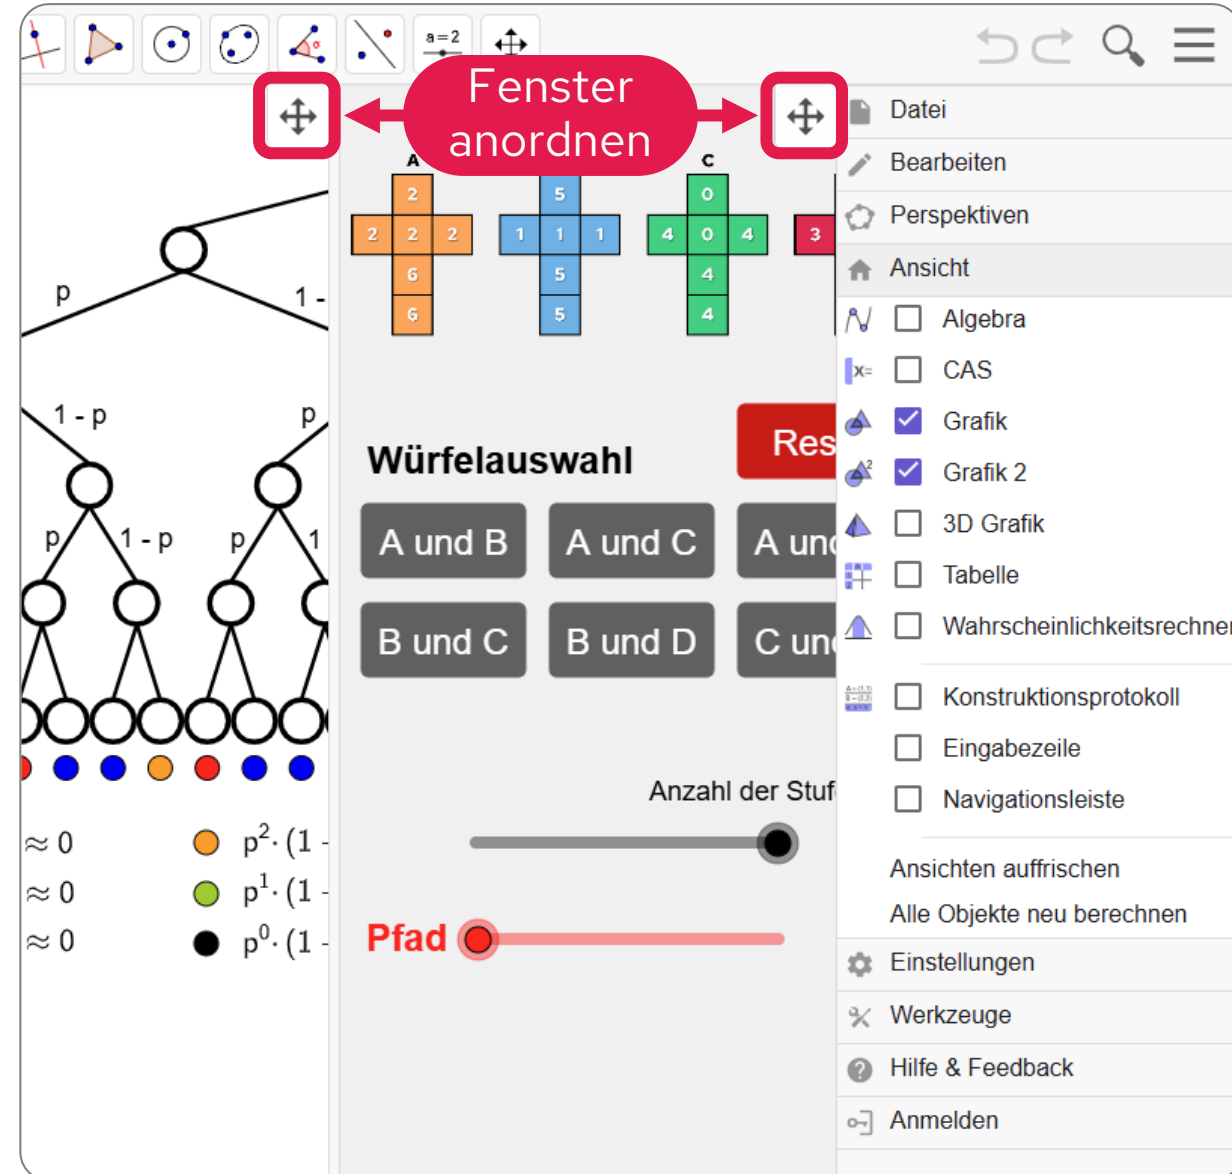 a=2
Fenster
anordnen
Datei
Bearbeiten
Perspektiven
Ansicht
Algebra
x=
CAS
Grafik
2
Grafik 2
3D Grafik
Tabelle
Wahrscheinlichkeitsrechner
Konstruktionsprotokoll
Eingabezeile
Navigationsleiste
Ansichten auffrischen
Alle Objekte neu berechnen
Einstellungen
Werkzeuge
Hilfe & Feedback
Anmelden
A C
2 5 0
2 2 2 1 1 1 4 0 4 3
6 5 4
6 5 4
p 1 -
1 - p p
p 1 - p p 1
≈ 0 p²· (1 -
≈ 0 p¹· (1 -
≈ 0 p⁰· (1 -
Würfelauswahl Res
A und B A und C A und
B und C B und D C und
Anzahl der Stuf
Pfad